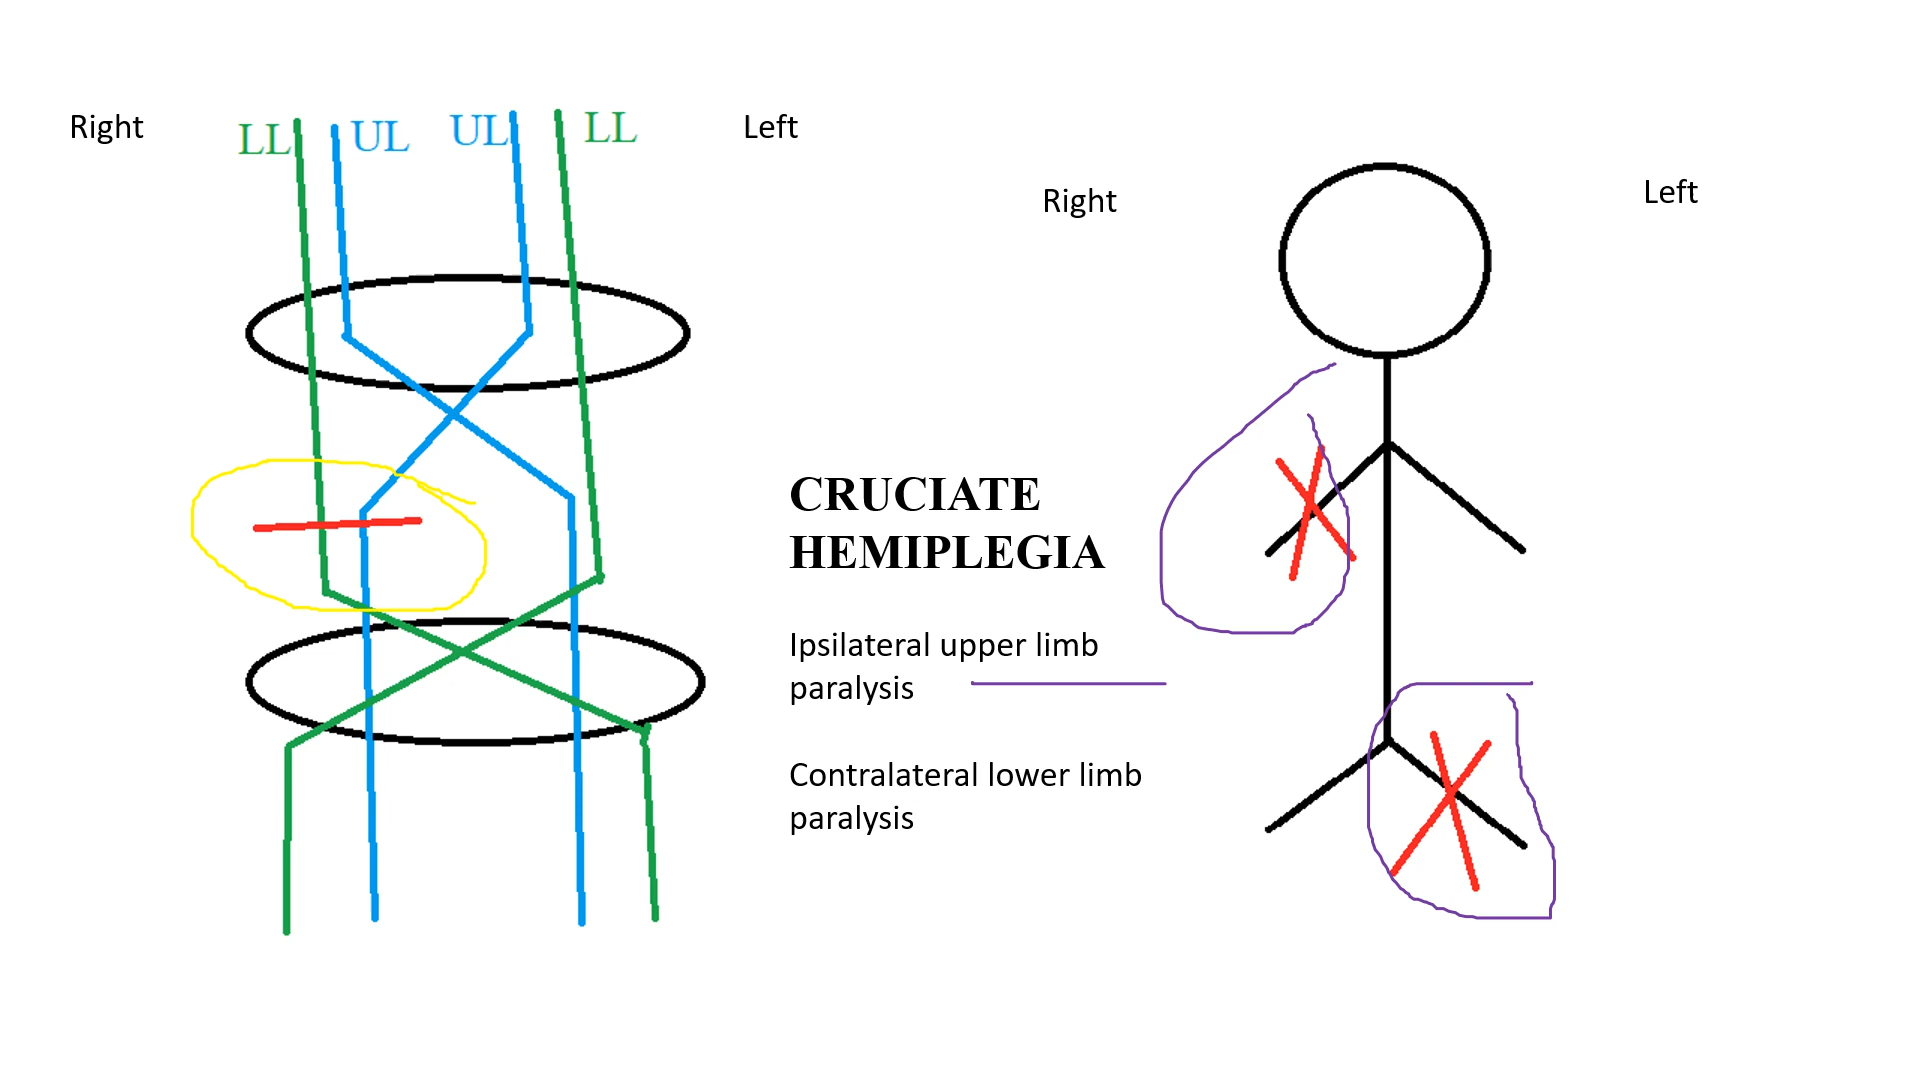 Right
LL
UL
UL
LL
Left
Right
Left
CRUCIATE
HEMIPLEGIA
Ipsilateral upper limb
paralysis
Contralateral lower limb
paralysis